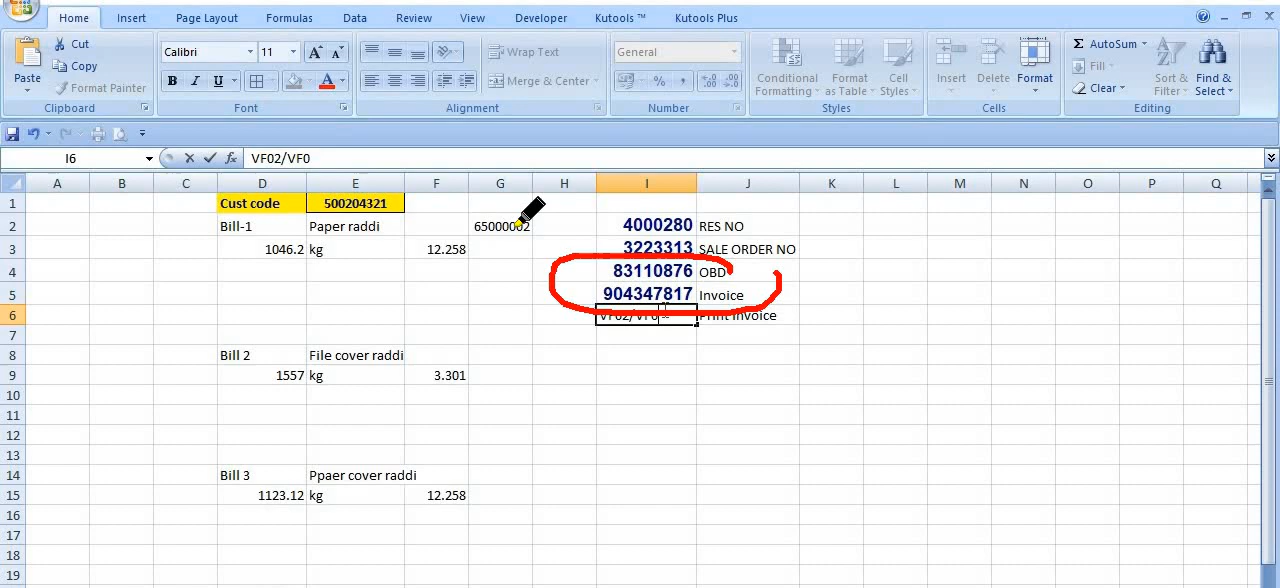 Home Insert Page Layout Formulas Data Review View Developer Kutools ™ Kutools Plus
Cut
Calibri 11 A A Wrap Text General Σ AutoSum
Copy
Fill
Paste Format Painter B I U Merge & Center % , .0 .00 .00 .0 Conditional Formatting Format as Table Cell Styles Insert Delete Format Clear Sort & Filter Find & Select
Clipboard Font Alignment Number Styles Cells Editing
I6 fx VF02/VF0
A B C D E F G H I J K L M N O P Q
1 Cust code 500204321
2 Bill-1 Paper raddi 65000002 4000280 RES NO
3 1046.2 kg 12.258 3223313 SALE ORDER NO
4 83110876 OBD
5 904347817 Invoice
6 VF02/VF0 Print Invoice
7
8 Bill 2 File cover raddi
9 1557 kg 3.301
10
11
12
13
14 Bill 3 Ppaer cover raddi
15 1123.12 kg 12.258
16
17
18
19